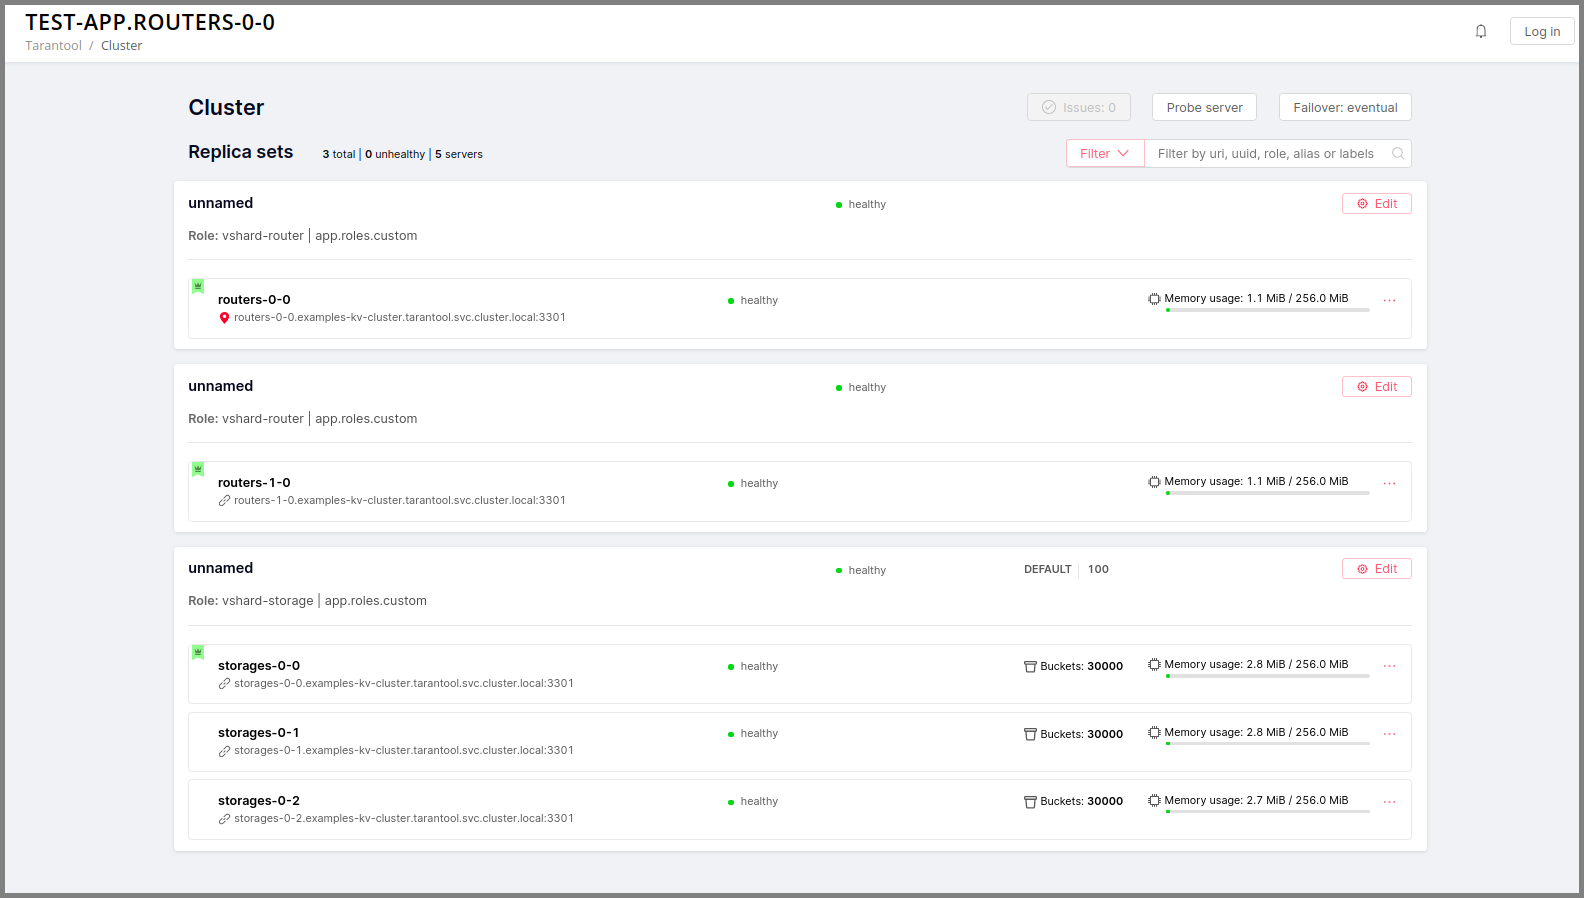 TEST-APP.ROUTERS-0-0
Tarantool / Cluster
Log in
Cluster
Issues: 0
Probe server
Failover: eventual
Replica sets
3 total | 0 unhealthy | 5 servers
Filter
Filter by uri, uuid, role, alias or labels
unnamed
healthy
Edit
Role: vshard-router | app.roles.custom
routers-0-0
healthy
Memory usage: 1.1 MiB / 256.0 MiB
routers-0-0.examples-kv-cluster.tarantool.svc.cluster.local:3301
unnamed
healthy
Edit
Role: vshard-router | app.roles.custom
routers-1-0
healthy
Memory usage: 1.1 MiB / 256.0 MiB
routers-1-0.examples-kv-cluster.tarantool.svc.cluster.local:3301
unnamed
healthy
DEFAULT | 100
Edit
Role: vshard-storage | app.roles.custom
storages-0-0
healthy
Buckets: 30000
Memory usage: 2.8 MiB / 256.0 MiB
storages-0-0.examples-kv-cluster.tarantool.svc.cluster.local:3301
storages-0-1
healthy
Buckets: 30000
Memory usage: 2.8 MiB / 256.0 MiB
storages-0-1.examples-kv-cluster.tarantool.svc.cluster.local:3301
storages-0-2
healthy
Buckets: 30000
Memory usage: 2.7 MiB / 256.0 MiB
storages-0-2.examples-kv-cluster.tarantool.svc.cluster.local:3301